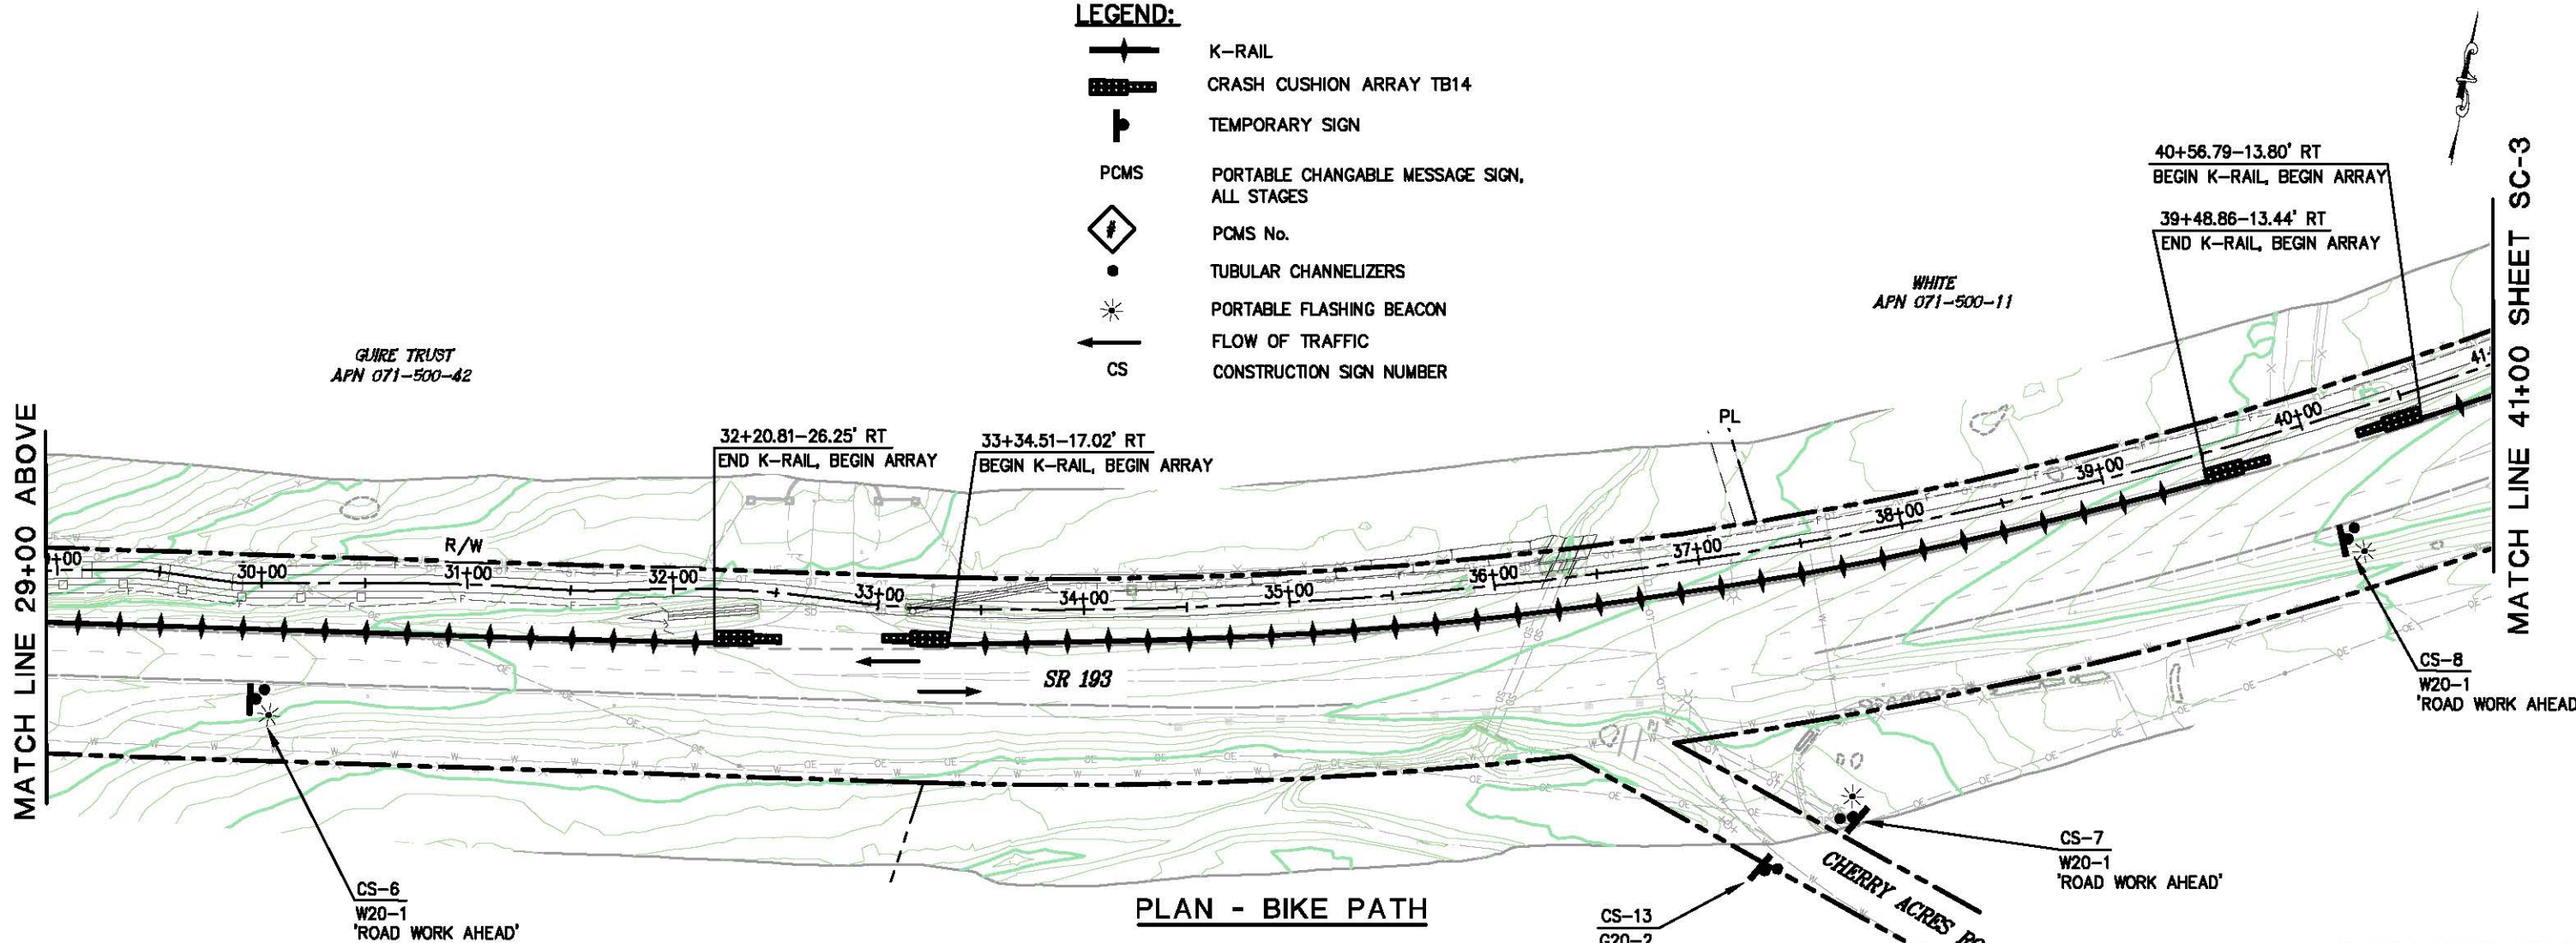 LEGEND:
K-RAIL
CRASH CUSHION ARRAY TB14
TEMPORARY SIGN
PCMS PORTABLE CHANGABLE MESSAGE SIGN,
ALL STAGES
# PCMS No.
TUBULAR CHANNELIZERS
PORTABLE FLASHING BEACON
FLOW OF TRAFFIC
CS CONSTRUCTION SIGN NUMBER
MATCH LINE 29+00 ABOVE
GUIRE TRUST
APN 071-500-42
WHITE
APN 071-500-11
40+56.79-13.80' RT
BEGIN K-RAIL, BEGIN ARRAY
39+48.86-13.44' RT
END K-RAIL, BEGIN ARRAY
MATCH LINE 41+00 SHEET SC-3
32+20.81-26.25' RT
END K-RAIL, BEGIN ARRAY
33+34.51-17.02' RT
BEGIN K-RAIL, BEGIN ARRAY
PL
R/W
+00
30+00
31+00
32+00
33+00
34+00
35+00
36+00
37+00
38+00
39+00
40+00
41+
SR 193
CS-8
W20-1
'ROAD WORK AHEAD
CS-7
W20-1
'ROAD WORK AHEAD'
CS-6
W20-1
'ROAD WORK AHEAD'
PLAN - BIKE PATH
CHERRY ACRES RO
CS-13
G20-2